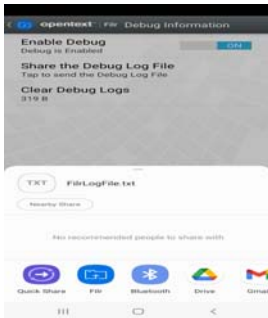 opentext | Filr Debug Information
Enable Debug
Debug is Enabled
ON
Share the Debug Log File
Tap to send the Debug Log File
Clear Debug Logs
319 B
TXT FilrLogFile.txt
Nearby Share
No recommended people to share with
Quick Share Filr Bluetooth Drive Gmai